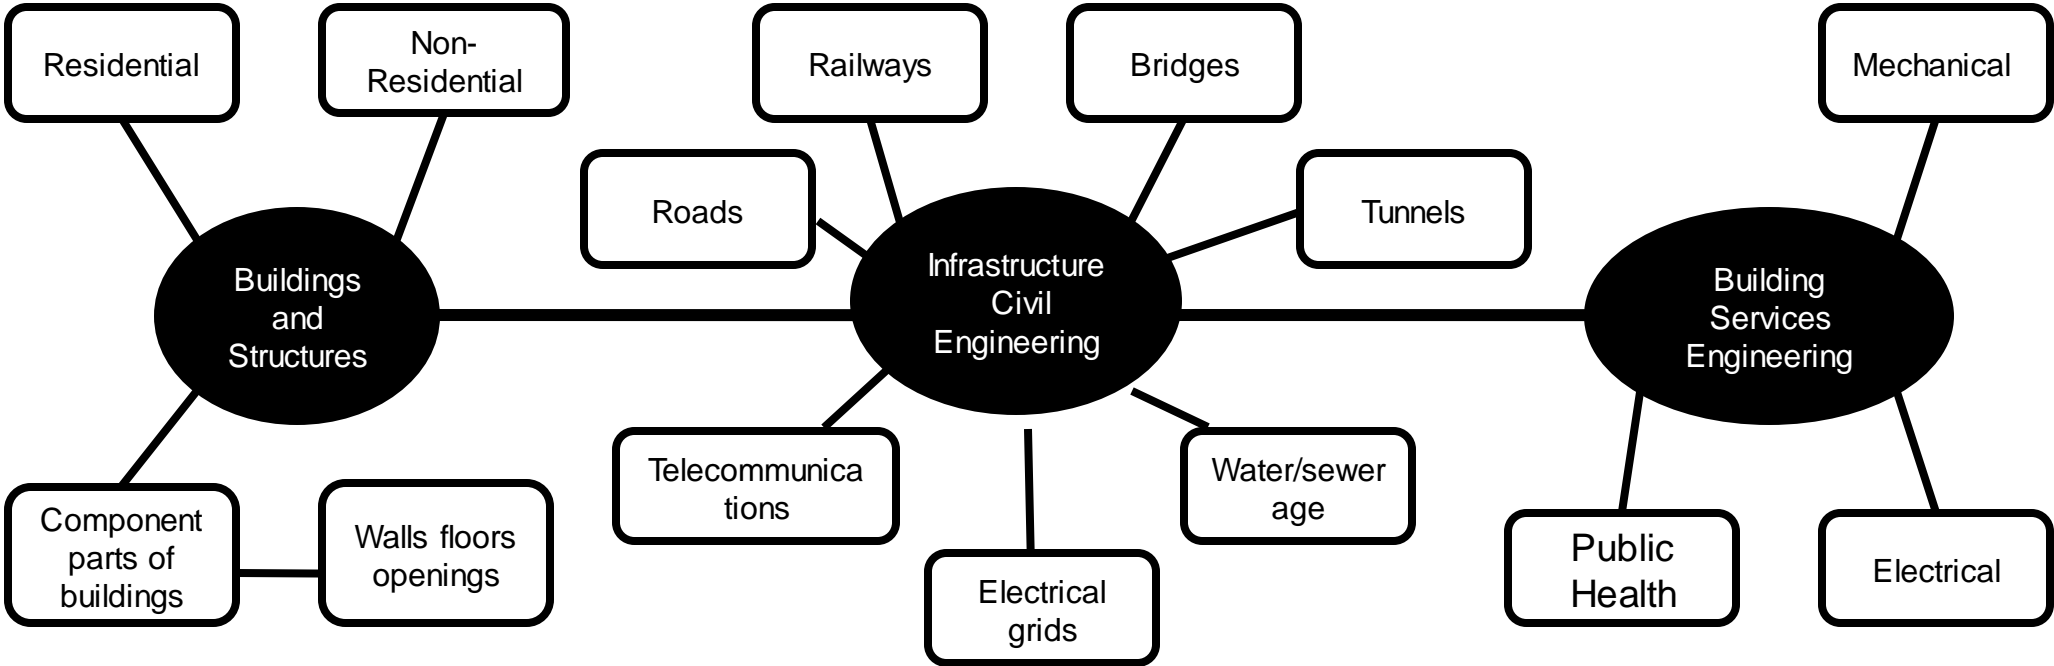 Residential
Non-
Residential
Railways
Bridges
Mechanical
Roads
Tunnels
Buildings
and
Structures
Infrastructure
Civil
Engineering
Building
Services
Engineering
Telecommunica
tions
Water/sewer
age
Component
parts of
buildings
Walls floors
openings
Electrical
grids
Public
Health
Electrical